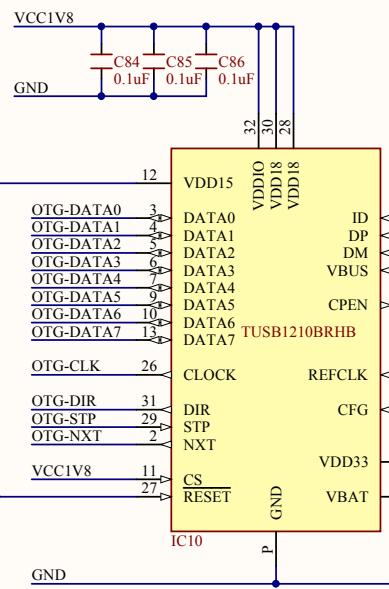 VCC1V8
C84 C85 C86
0.1uF 0.1uF 0.1uF
GND
32 30 28
VDDIO VDD18 VDD18
12 VDD15
OTG-DATA0 3 DATA0 ID
OTG-DATA1 4 DATA1 DP
OTG-DATA2 5 DATA2 DM
OTG-DATA3 6 DATA3 VBUS
OTG-DATA4 7 DATA4
OTG-DATA5 9 DATA5 CPEN
OTG-DATA6 10 DATA6
OTG-DATA7 13 DATA7 TUSB1210BRHB
OTG-CLK 26 CLOCK REFCLK
OTG-DIR 31 DIR CFG
OTG-STP 29 STP
OTG-NXT 2 NXT
VDD33
VCC1V8 11 CS
27 RESET VBAT
GND
IC10
P
GND